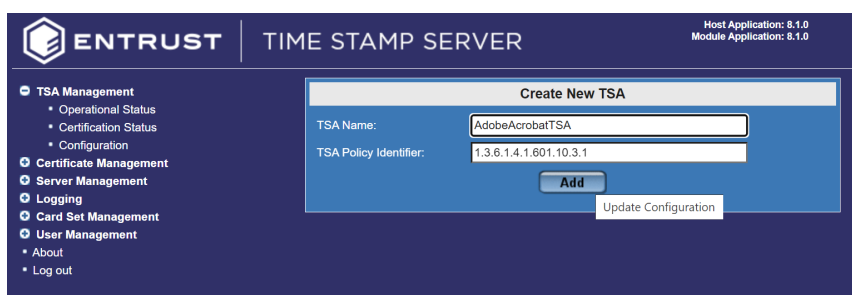 ENTRUST
TIME STAMP SERVER
Host Application: 8.1.0
Module Application: 8.1.0
TSA Management
Operational Status
Certification Status
Configuration
Certificate Management
Server Management
Logging
Card Set Management
User Management
About
Log out
Create New TSA
TSA Name: AdobeAcrobatTSA
TSA Policy Identifier: 1.3.6.1.4.1.601.10.3.1
Add
Update Configuration